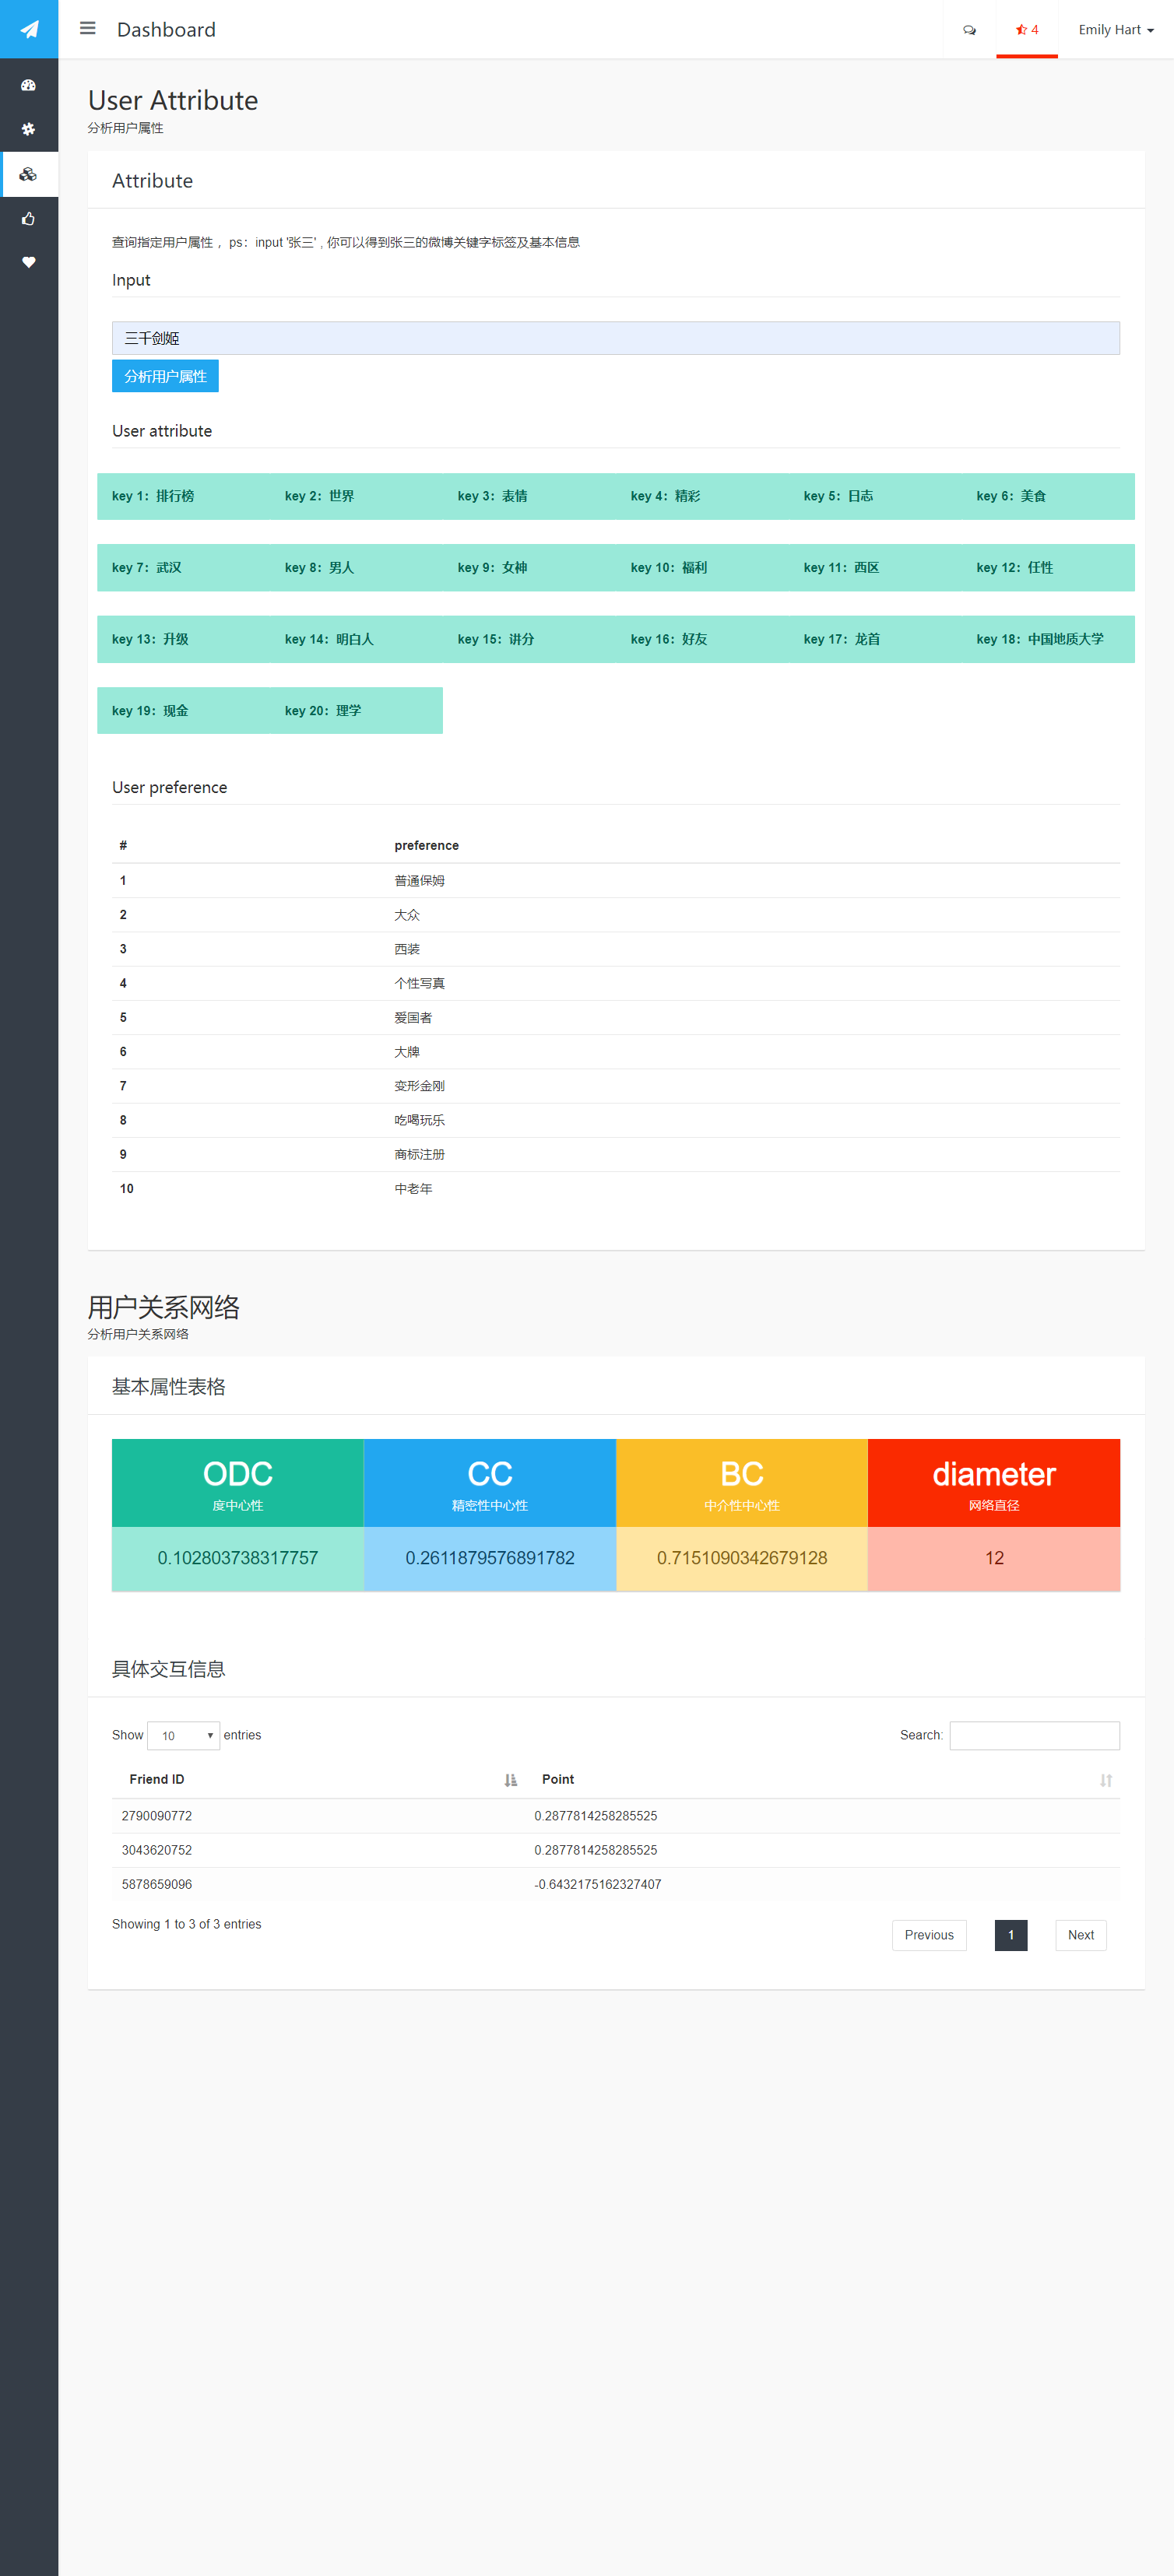 Dashboard
4
Emily Hart
User Attribute
分析用户属性
Attribute
查询指定用户属性 ，ps：input '张三' , 你可以得到张三的微博关键字标签及基本信息
Input
三千剑姬
分析用户属性
User attribute
key 1：排行榜 key 2：世界 key 3：表情 key 4：精彩 key 5：日志 key 6：美食
key 7：武汉 key 8：男人 key 9：女神 key 10：福利 key 11：西区 key 12：任性
key 13：升级 key 14：明白人 key 15：讲分 key 16：好友 key 17：龙首 key 18：中国地质大学
key 19：现金 key 20：理学
User preference
# preference
1 普通保姆
2 大众
3 西装
4 个性写真
5 爱国者
6 大牌
7 变形金刚
8 吃喝玩乐
9 商标注册
10 中老年
用户关系网络
分析用户关系网络
基本属性表格
ODC CC BC diameter
度中心性 精密性中心性 中介性中心性 网络直径
0.102803738317757 0.2611879576891782 0.7151090342679128 12
具体交互信息
Show 10 entries Search:
Friend ID Point
2790090772 0.2877814258285525
3043620752 0.2877814258285525
5878659096 -0.6432175162327407
Showing 1 to 3 of 3 entries
Previous 1 Next